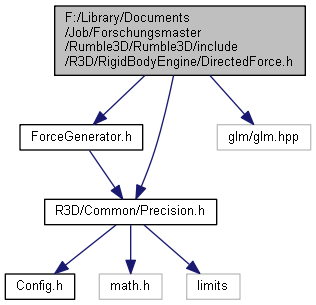 F:/Library/Documents
/Job/Forschungsmaster
/Rumble3D/Rumble3D/include
/R3D/RigidBodyEngine/DirectedForce.h
ForceGenerator.h
glm/glm.hpp
R3D/Common/Precision.h
Config.h
math.h
limits